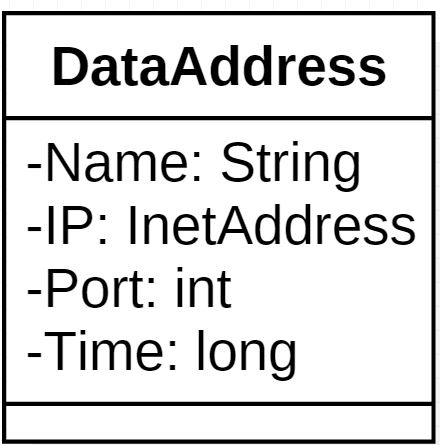 DataAddress
-Name: String
-IP: InetAddress
-Port: int
-Time: long